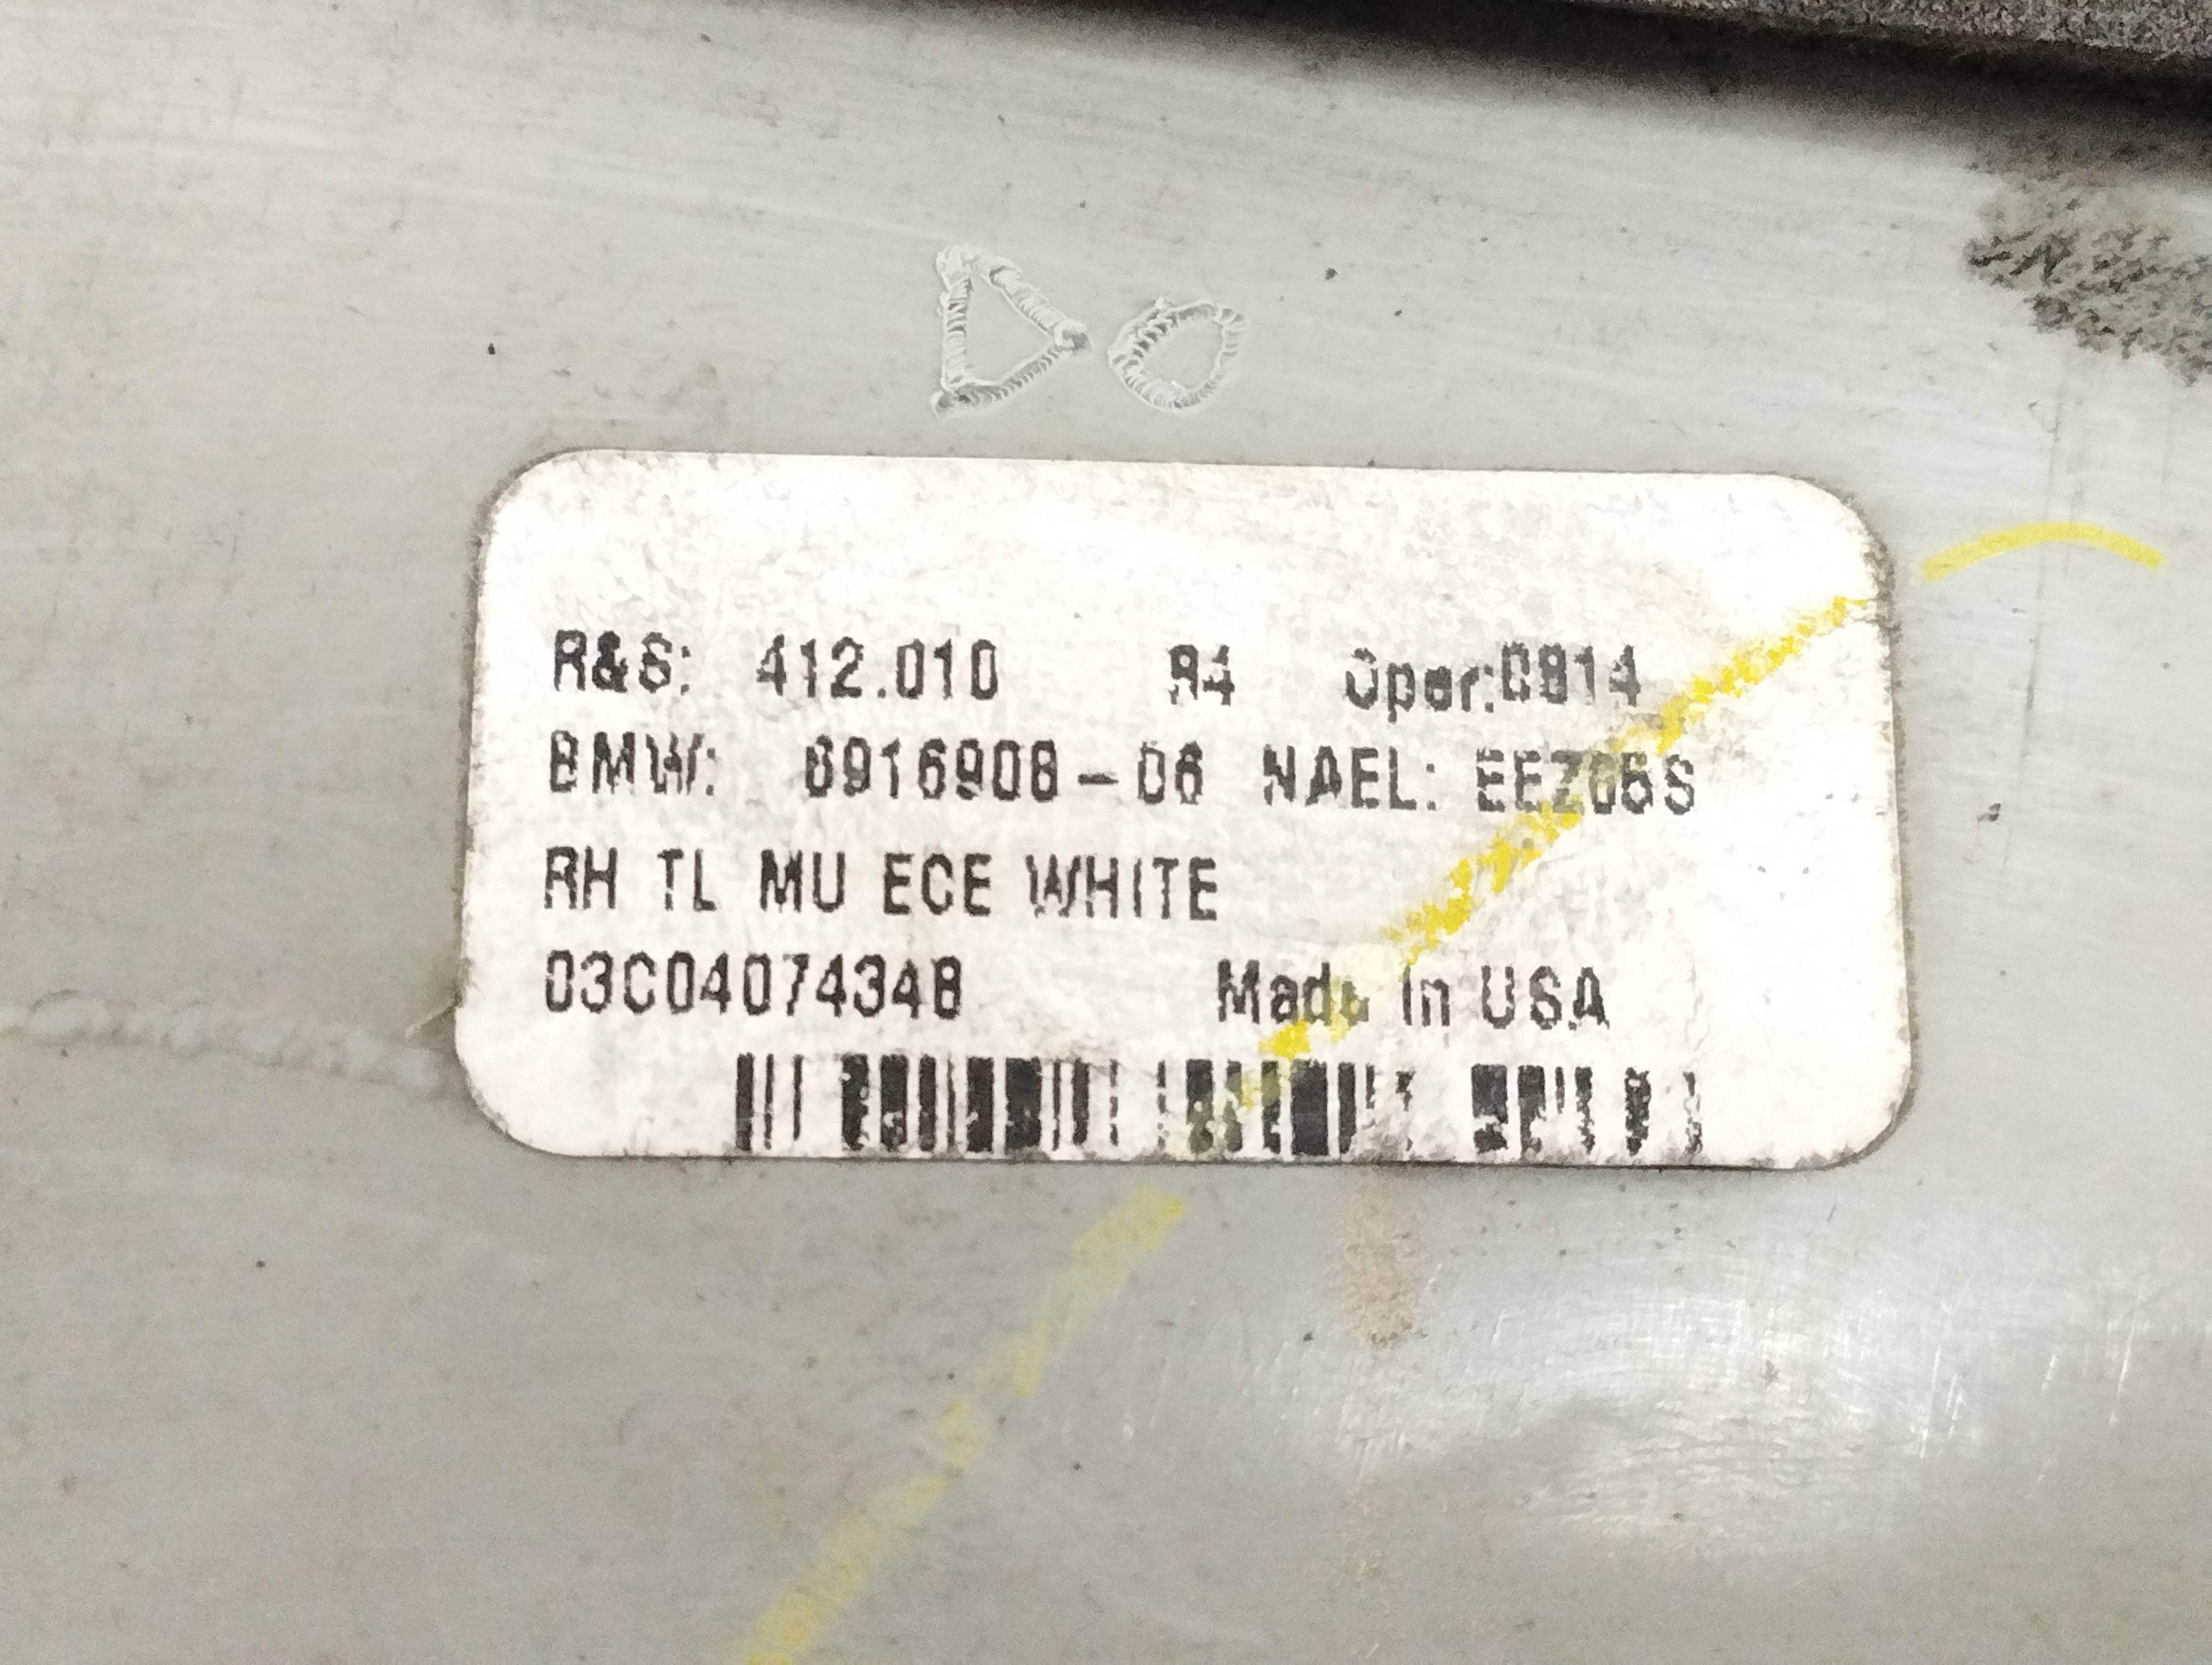 DO
R&S: 412.010 R4 Oper:0814
BMW: 6916908-06 NAEL:
RH TL MU ECE WHITE
03C04074348 Made In USA